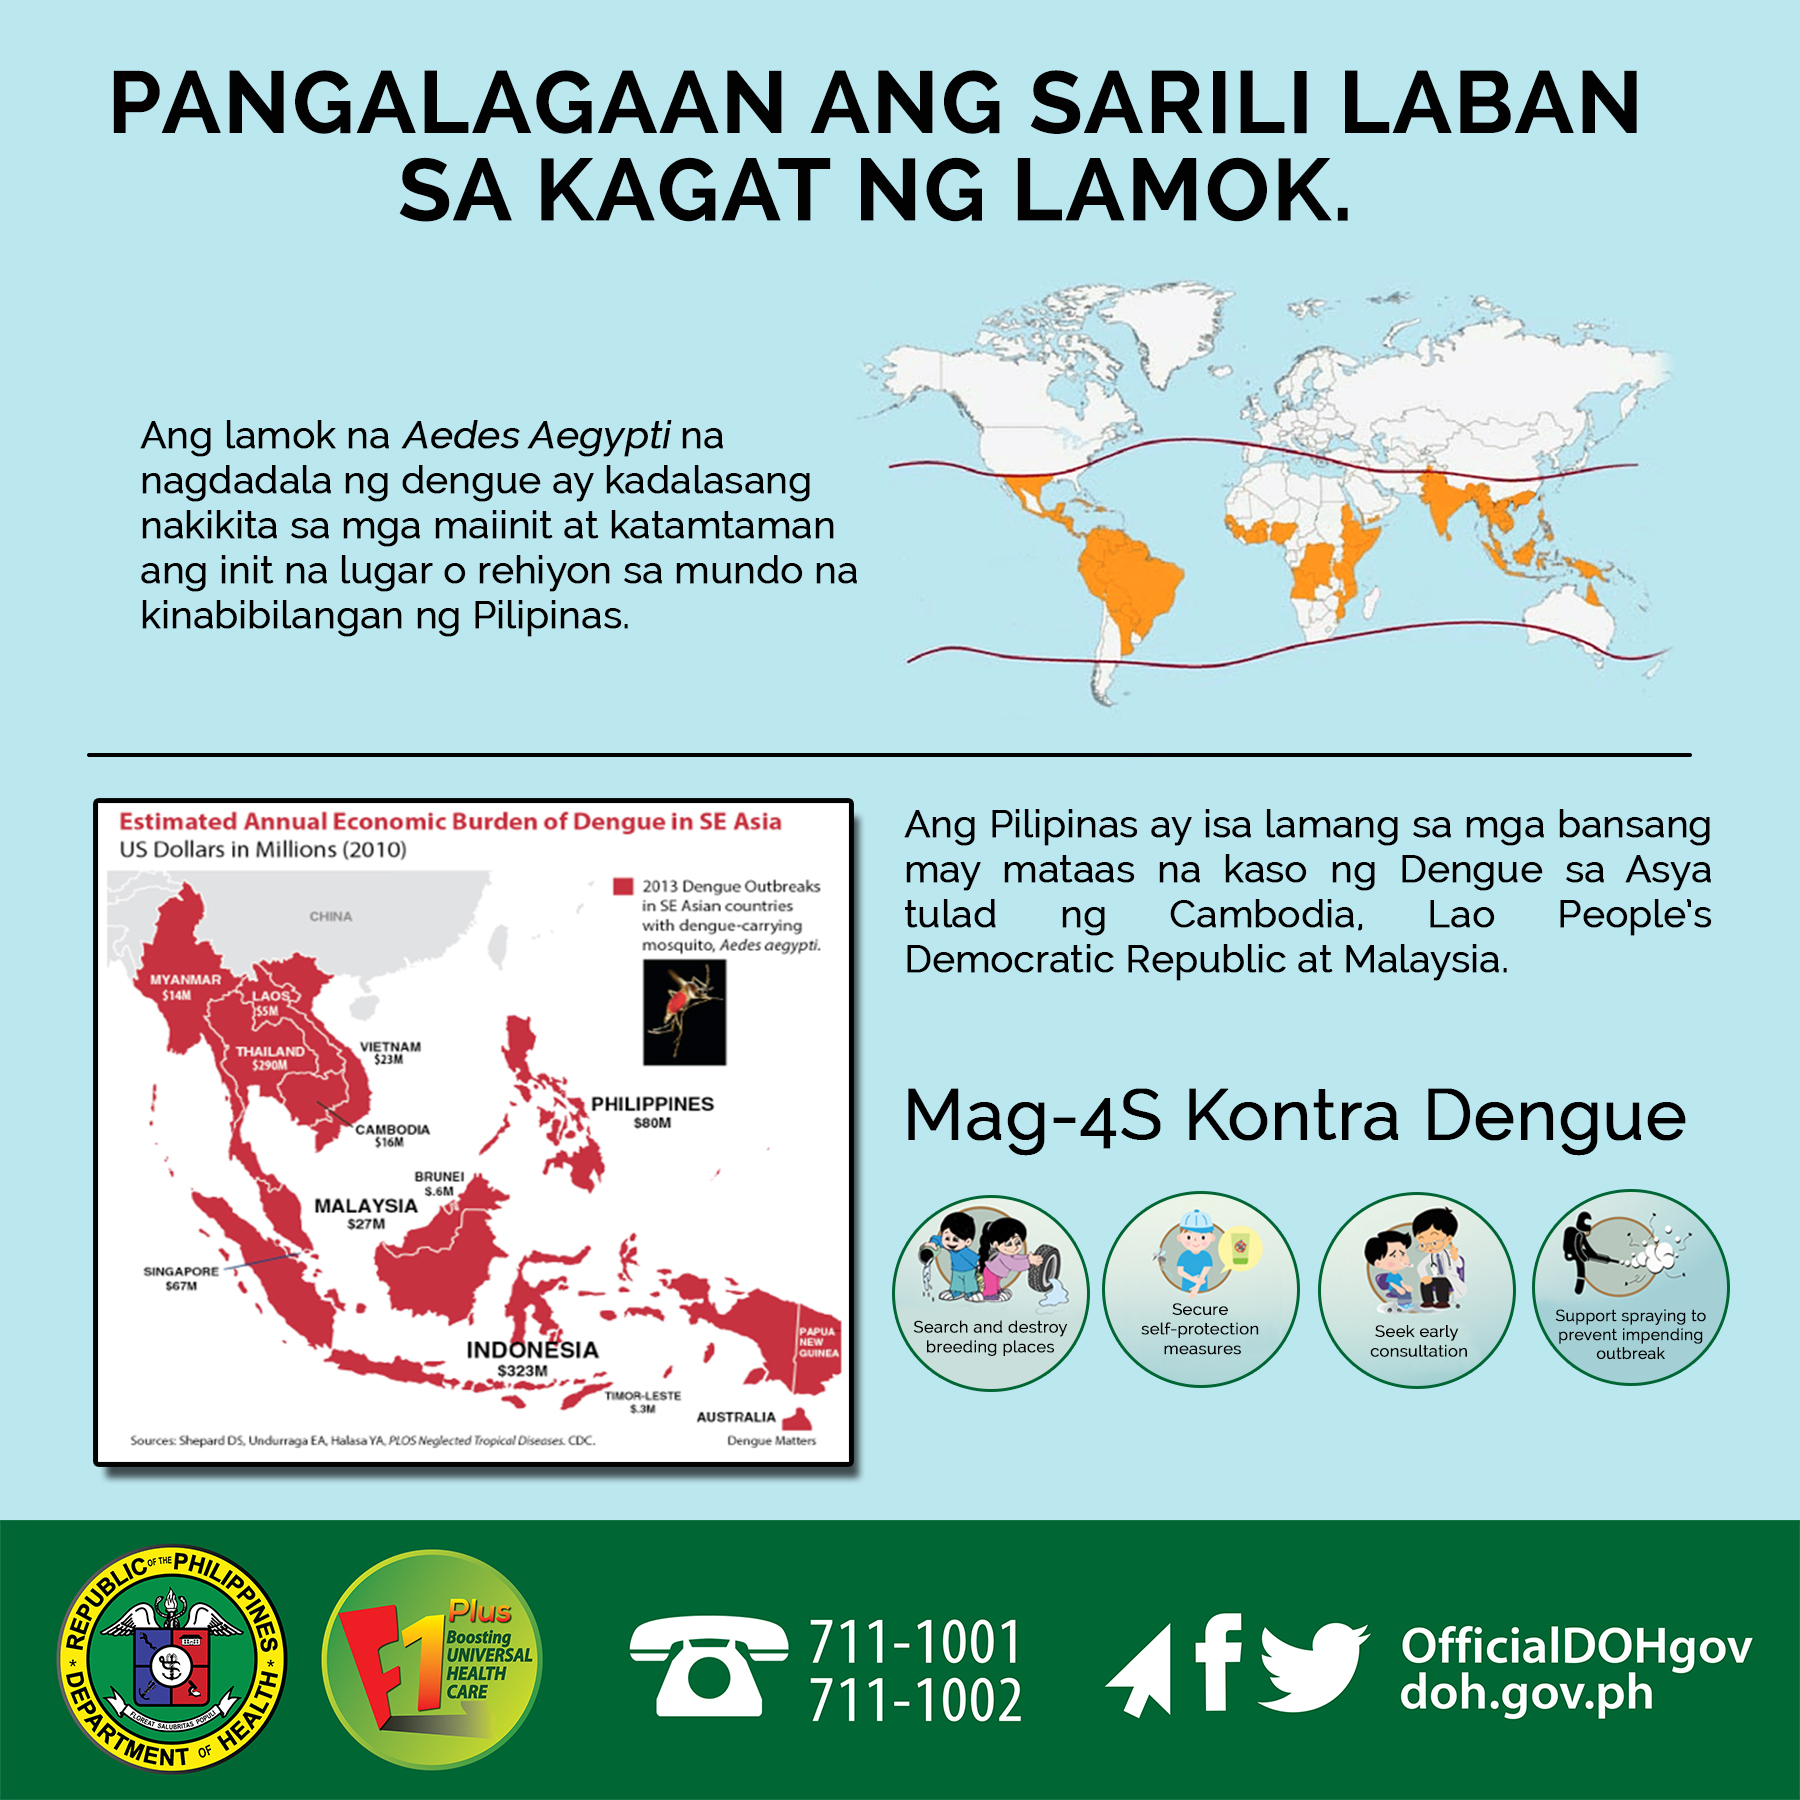 PANGALAGAAN ANG SARILI LABAN
SA KAGAT NG LAMOK.
Ang lamok na Aedes Aegypti na
nagdadala ng dengue ay kadalasang
nakikita sa mga maiinit at katamtaman
ang init na lugar o rehiyon sa mundo na
kinabibilangan ng Pilipinas.
Estimated Annual Economic Burden of Dengue in SE Asia
US Dollars in Millions (2010)
2013 Dengue Outbreaks
in SE Asian countries
with dengue-carrying
mosquito, Aedes aegypti.
CHINA
MYANMAR
$14M
LAOS
$5M
THAILAND
$290M
VIETNAM
$23M
CAMBODIA
$16M
PHILIPPINES
$80M
BRUNEI
$.6M
MALAYSIA
$27M
SINGAPORE
$67M
INDONESIA
$323M
PAPUA
NEW
GUINEA
TIMOR-LESTE
$.3M
AUSTRALIA
Sources: Shepard DS, Undurraga EA, Halasa YA, PLOS Neglected Tropical Diseases. CDC.
Dengue Matters
Ang Pilipinas ay isa lamang sa mga bansang
may mataas na kaso ng Dengue sa Asya
tulad ng Cambodia, Lao People's
Democratic Republic at Malaysia.
Mag-4S Kontra Dengue
Search and destroy
breeding places
Secure
self-protection
measures
Seek early
consultation
Support spraying to
prevent impending
outbreak
REPUBLIC OF THE PHILIPPINES
DEPARTMENT OF HEALTH
FLOREAT SALUBRITAS POPULI
F1 Plus
Boosting
UNIVERSAL
HEALTH
CARE
711-1001
711-1002
OfficialDOHgov
doh.gov.ph